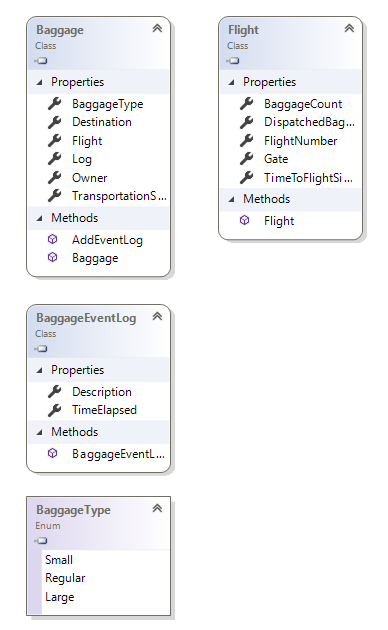 Baggage
Class
Properties
BaggageType
Destination
Flight
Log
Owner
TransportationS...
Methods
AddEventLog
Baggage
Flight
Class
Properties
BaggageCount
DispatchedBag...
FlightNumber
Gate
TimeToFlightSi...
Methods
Flight
BaggageEventLog
Class
Properties
Description
TimeElapsed
Methods
BaggageEventL...
BaggageType
Enum
Small
Regular
Large